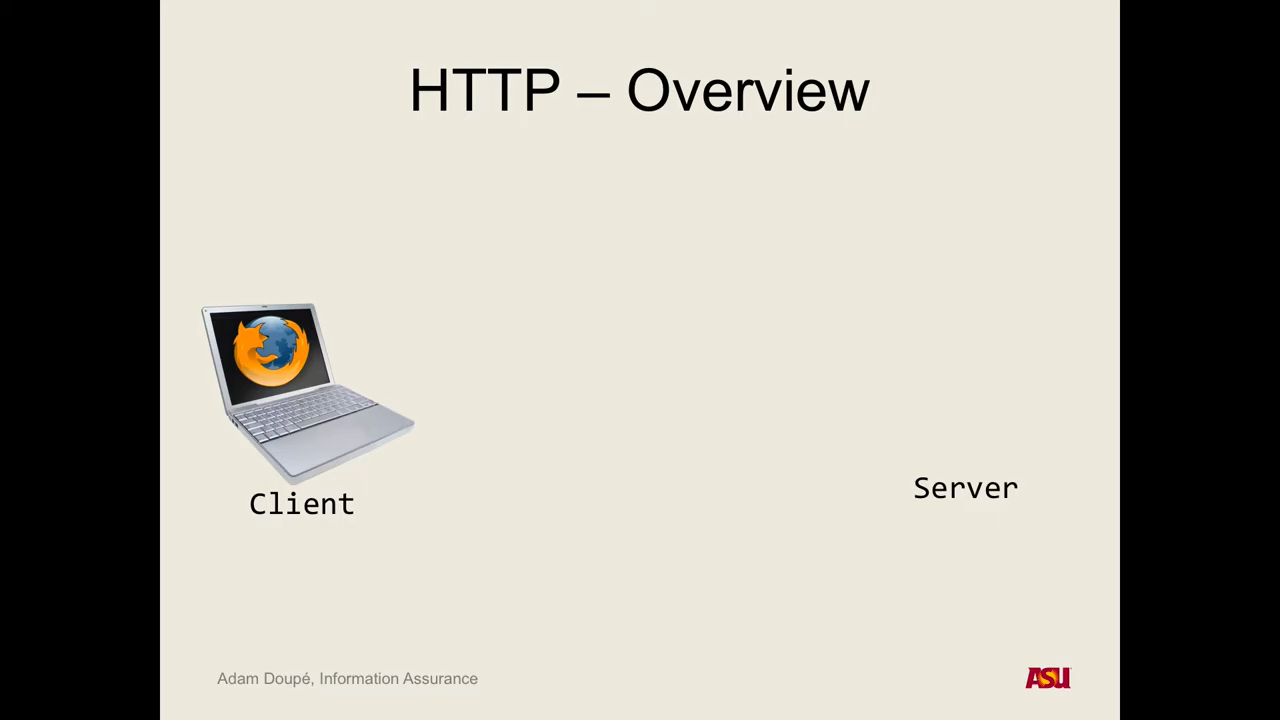 HTTP – Overview
Client
Server
Adam Doupé, Information Assurance
ASU